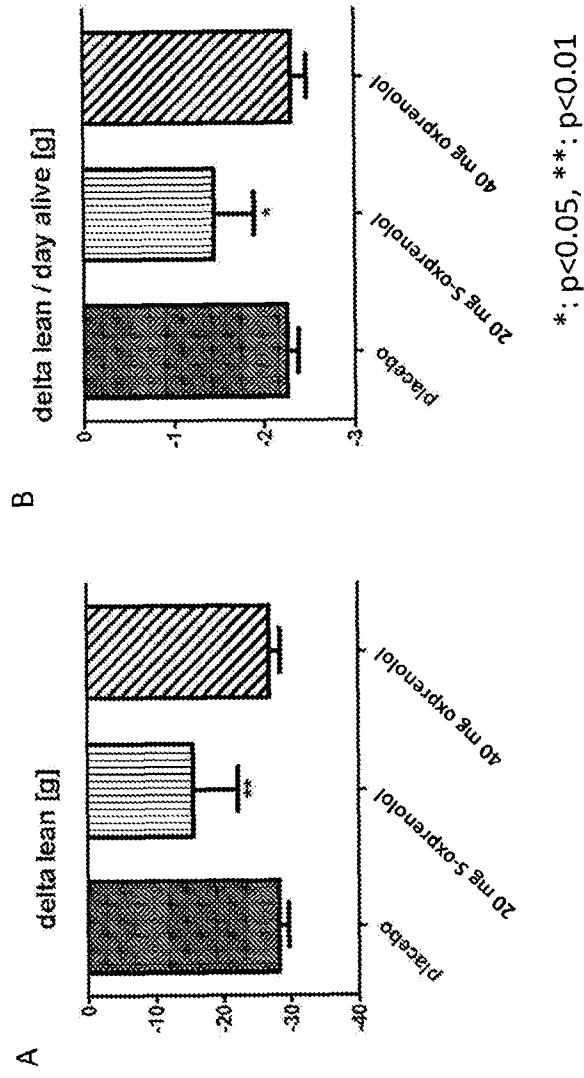 A
delta lean [g]
0
-10
-20
-30
-40
placebo
20 mg S-oxprenolol
40 mg oxprenolol
B
delta lean / day alive [g]
0
-1
-2
-3
placebo
20 mg S-oxprenolol
40 mg oxprenolol
**
*
*: p<0.05, **: p<0.01